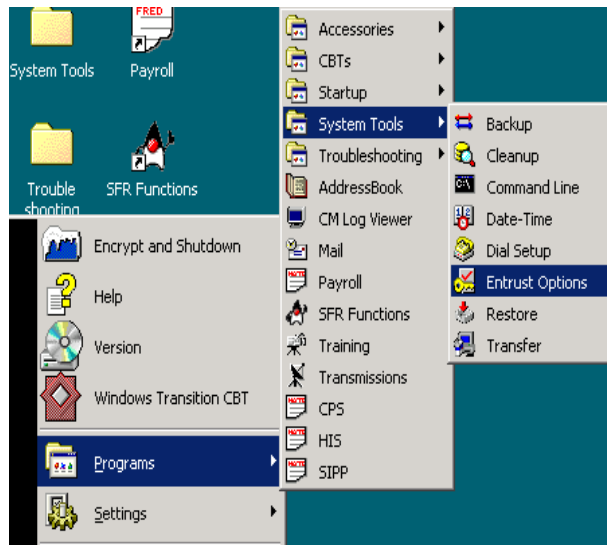 FRED
System Tools
Payroll
Trouble
shooting
SFR Functions
Encrypt and Shutdown
Help
Version
Windows Transition CBT
Programs
Settings
Accessories
CBTs
Startup
System Tools
Troubleshooting
AddressBook
CM Log Viewer
Mail
Payroll
SFR Functions
Training
Transmissions
CPS
HIS
SIPP
Backup
Cleanup
Command Line
Date-Time
Dial Setup
Entrust Options
Restore
Transfer